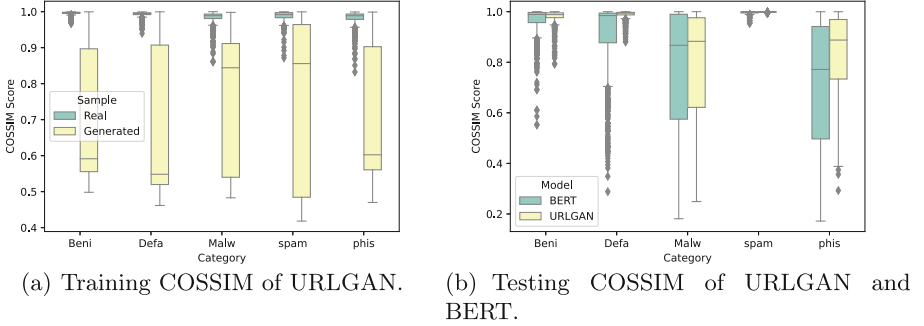 1.0
0.9
0.8
0.7
0.6
0.5
0.4
COSSIM Score
Sample
Real
Generated
Beni Defa Malw spam phis
Category
(a) Training COSSIM of URLGAN.
1.0
0.8
0.6
0.4
0.2
COSSIM Score
Model
BERT
URLGAN
Beni Defa Malw spam phis
Category
(b) Testing COSSIM of URLGAN and
BERT.